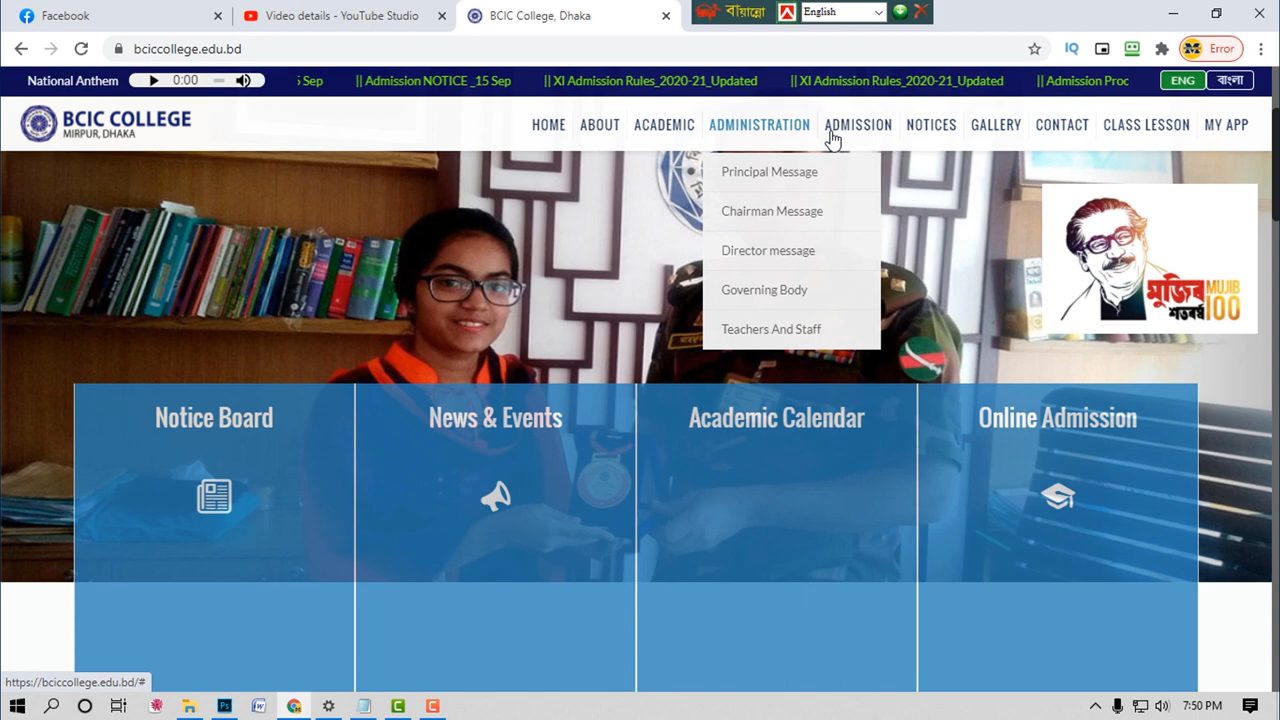 Facebook
Video details - YouTube Studio
BCIC College, Dhaka
বায়ান্নো
English
bciccollege.edu.bd
IQ
Error
National Anthem
0:00
5 Sep || Admission NOTICE _15 Sep || XI Admission Rules_2020-21_Updated || XI Admission Rules_2020-21_Updated || Admission Proc
ENG
বাংলা
BCIC COLLEGE
MIRPUR, DHAKA
HOME ABOUT ACADEMIC ADMINISTRATION ADMISSION NOTICES GALLERY CONTACT CLASS LESSON MY APP
Principal Message
Chairman Message
Director message
Governing Body
Teachers And Staff
মুজিব MUJIB
শতবর্ষ 100
Notice Board
News & Events
Academic Calendar
Online Admission
https://bciccollege.edu.bd/#
7:50 PM